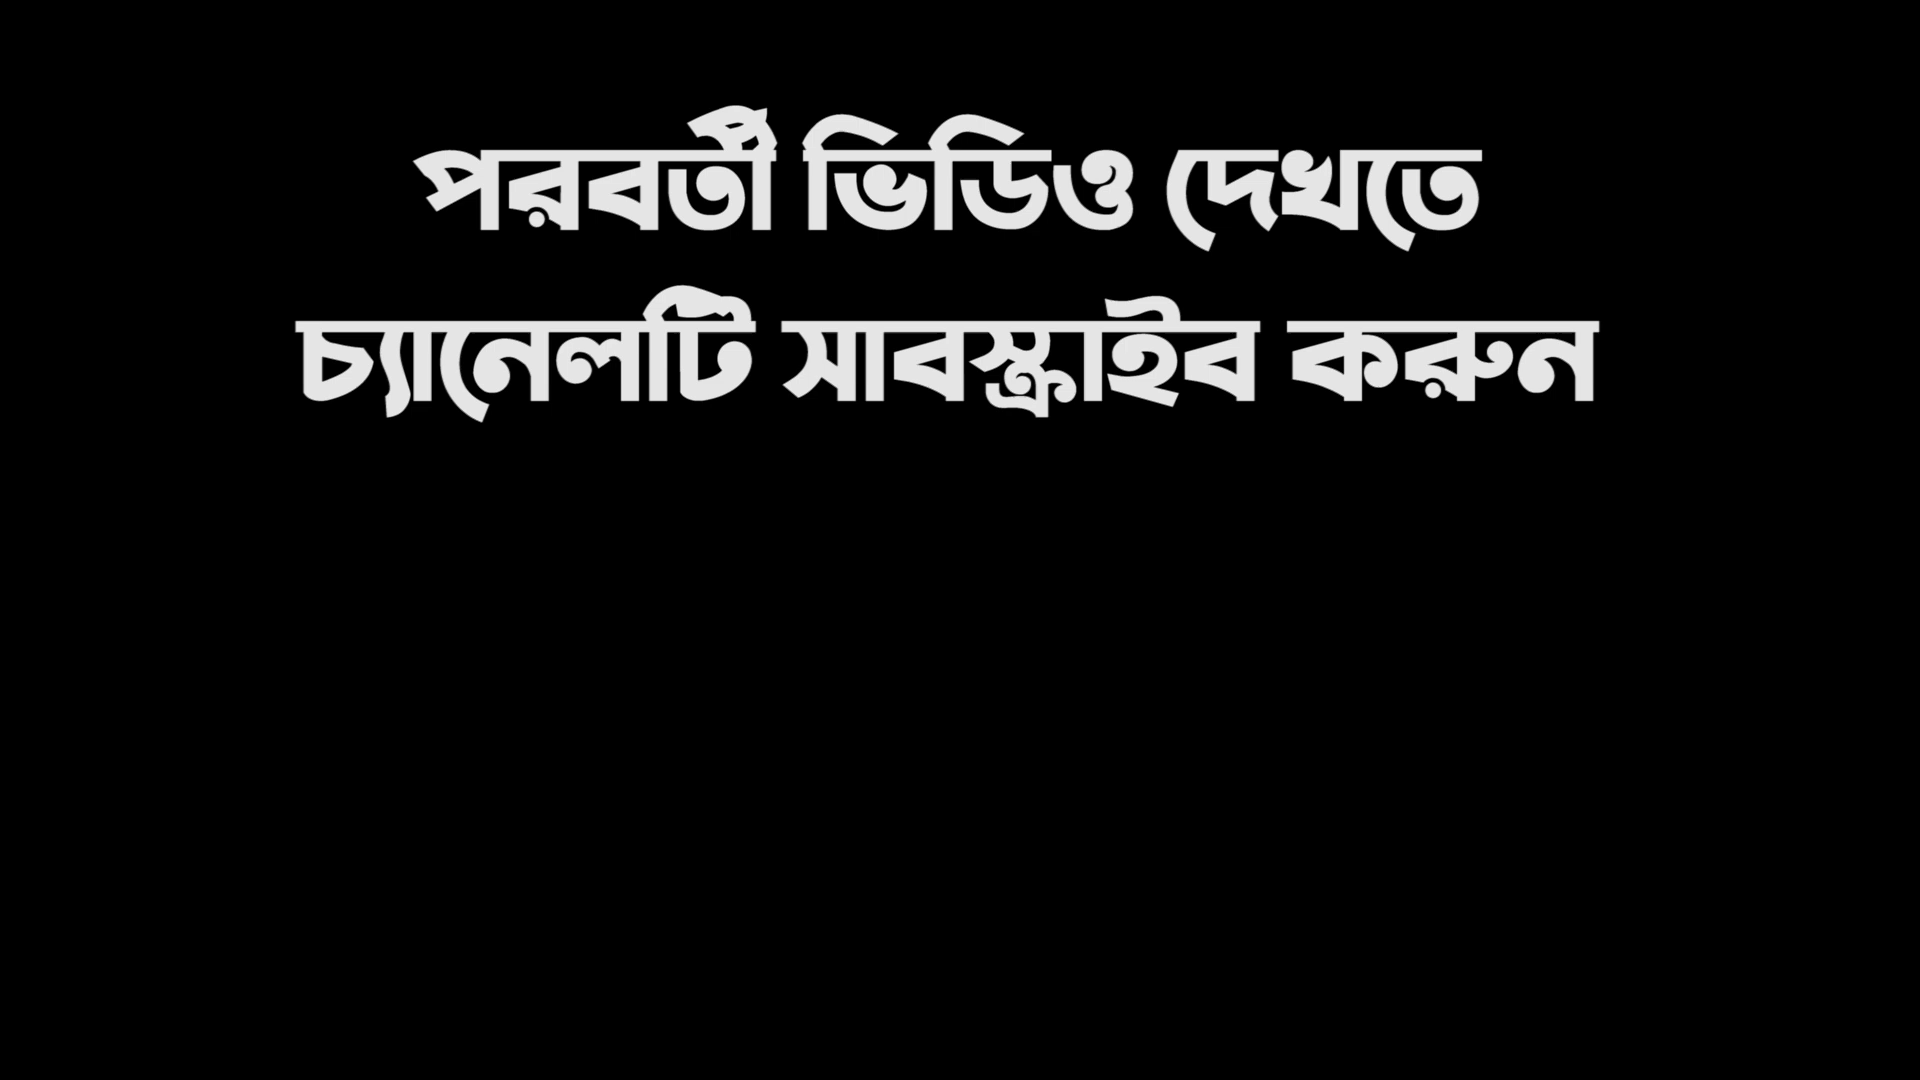 পরবর্তী ভিডিও দেখতে
চ্যানেলটি সাবস্ক্রাইব করুন